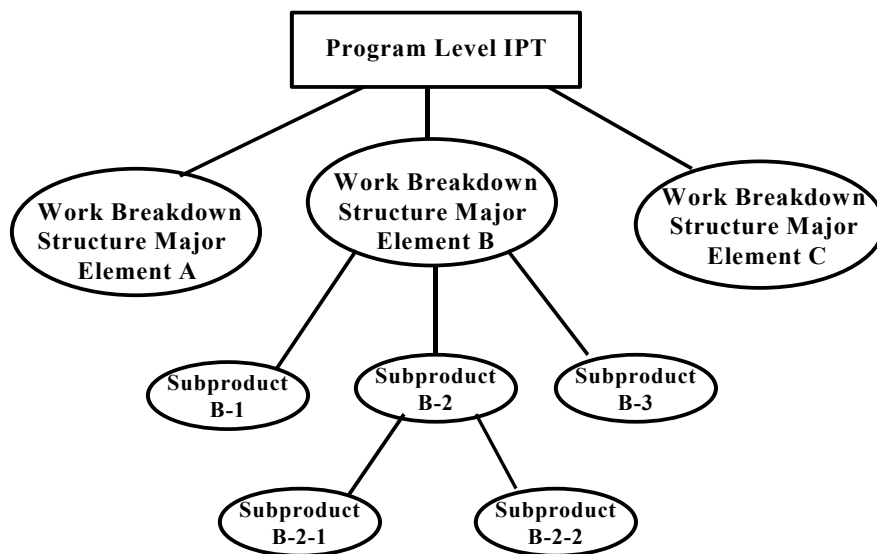 Program Level IPT
Work Breakdown
Structure Major
Element A
Work Breakdown
Structure Major
Element B
Work Breakdown
Structure Major
Element C
Subproduct
B-1
Subproduct
B-2
Subproduct
B-3
Subproduct
B-2-1
Subproduct
B-2-2